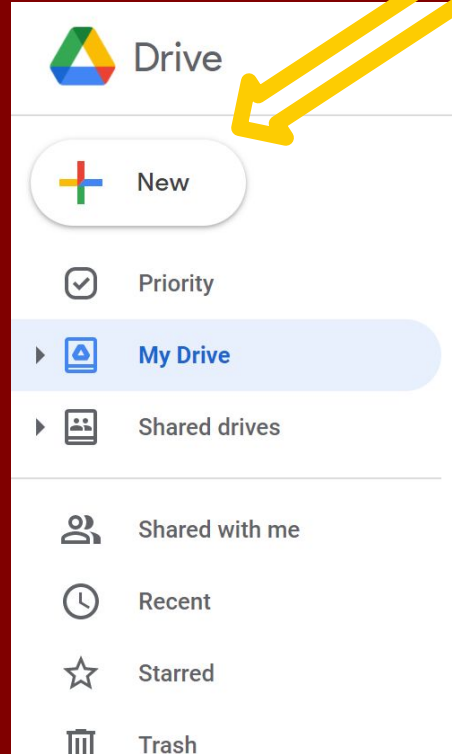 Drive
New
Priority
My Drive
Shared drives
Shared with me
Recent
Starred
Trash